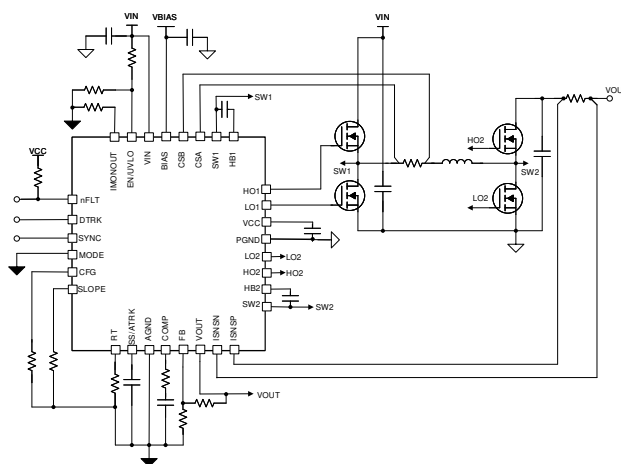 VIN
VBIAS
VIN
SW1
VOU
VCC
IMONOUT
EN/UVLO
VIN
BIAS
CSB
CSA
SW1
HB1
HO2
SW1
SW2
LO2
nFLT
DTRK
SYNC
MODE
CFG
SLOPE
HO1
LO1
VCC
PGND
LO2
LO2
HO2
HO2
HB2
SW2
SW2
RT
SS/ATRK
AGND
COMP
FB
VOUT
ISNSN
ISNSP
VOUT